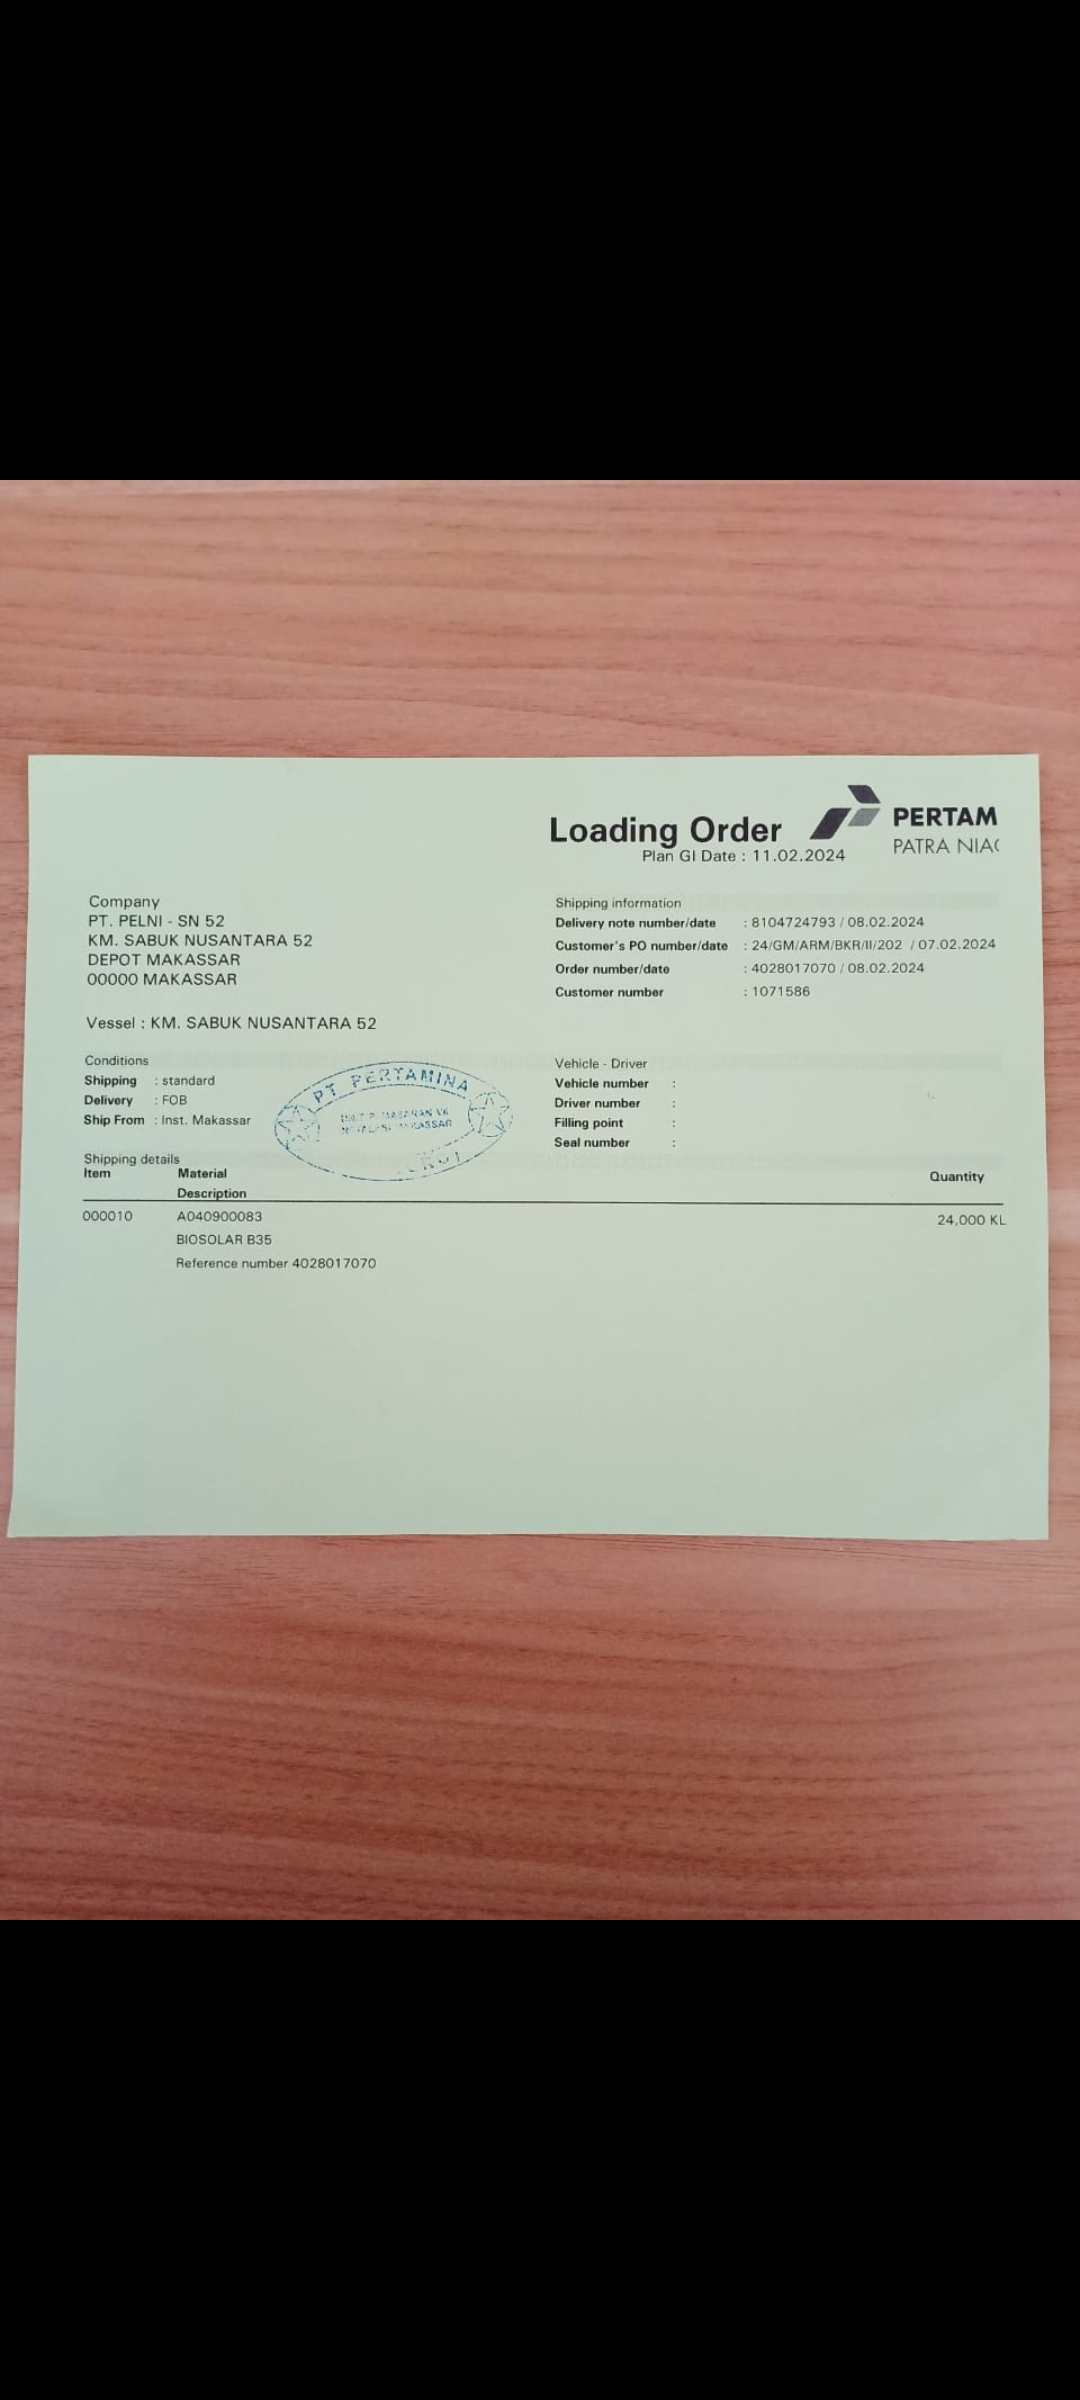 Loading Order
Plan GI Date : 11.02.2024
PERTAM
PATRA NIA
Company
PT. PELNI - SN 52
KM. SABUK NUSANTARA 52
DEPOT MAKASSAR
00000 MAKASSAR
Vessel : KM. SABUK NUSANTARA 52
Shipping information
Delivery note number/date : 8104724793 / 08.02.2024
Customer's PO number/date : 24/GM/ARM/BKR/II/202 / 07.02.2024
Order number/date : 4028017070 / 08.02.2024
Customer number : 1071586
Conditions
Shipping : standard
Delivery : FOB
Ship From : Inst. Makassar
PT PERTAMINA
MAKASSAR
Vehicle - Driver
Vehicle number :
Driver number :
Filling point :
Seal number :
Shipping details
Item Material Quantity
Description
000010 A040900083 24,000 KL
BIOSOLAR B35
Reference number 4028017070